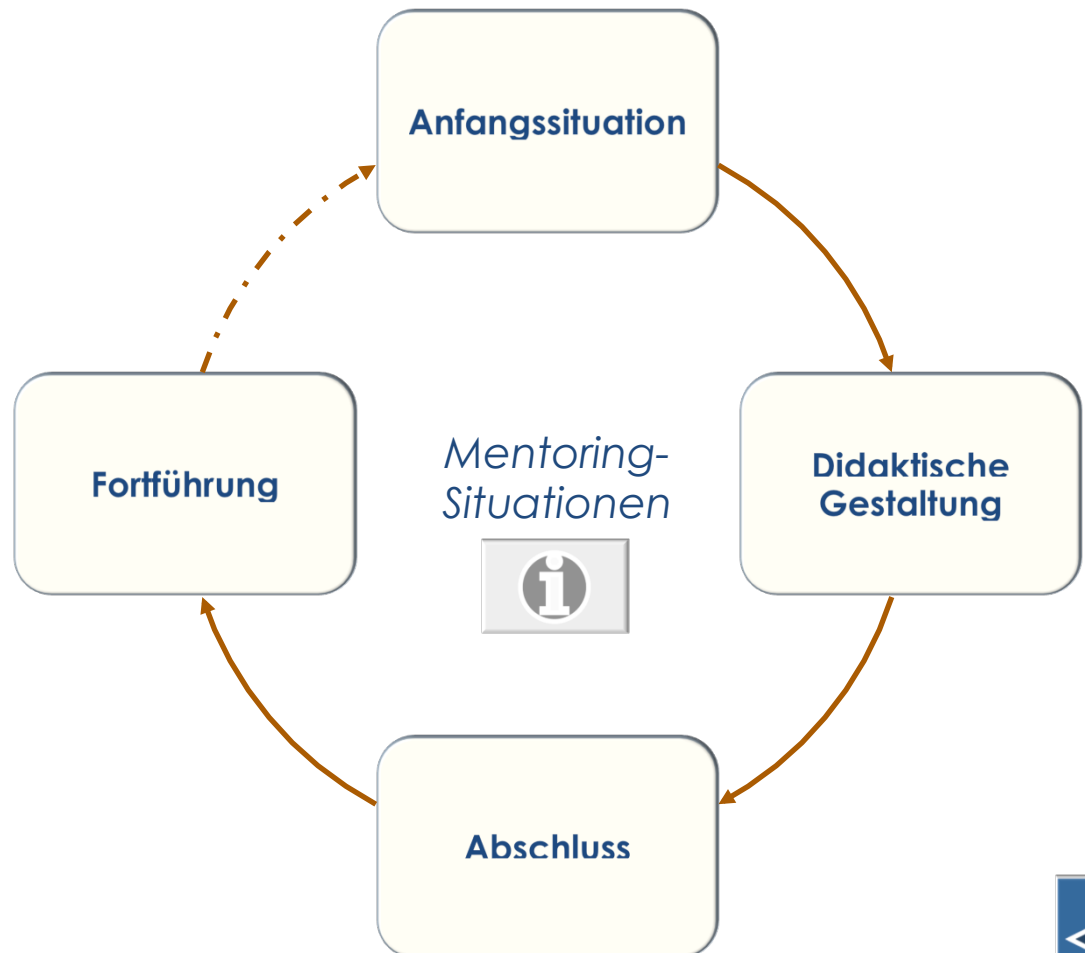 Anfangssituation
Mentoring-
Situationen
Fortführung
Didaktische
Gestaltung
Abschluss